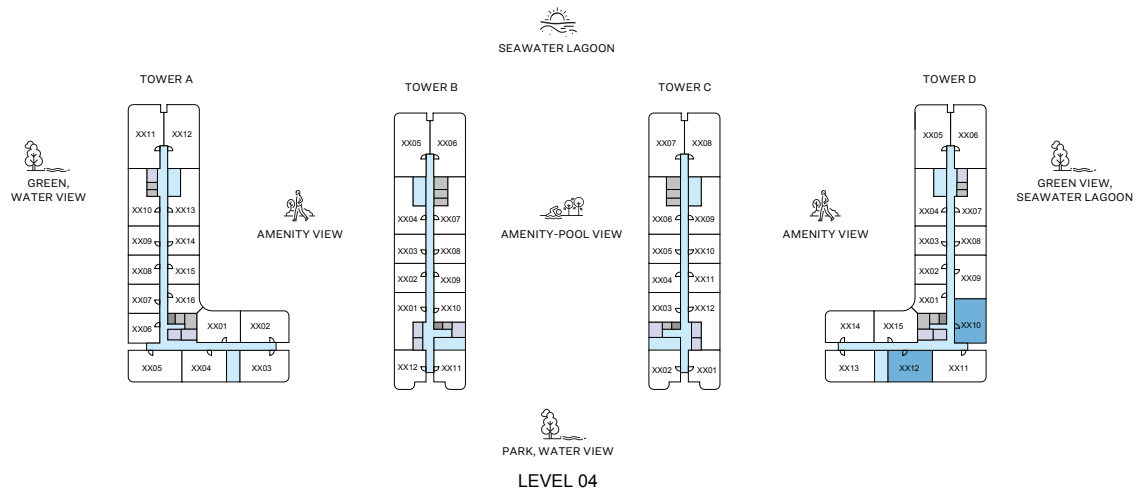 SEAWATER LAGOON
TOWER A
TOWER B
TOWER C
TOWER D
XX11 XX12
XX05 XX06
XX07 XX08
XX05 XX06
GREEN,
WATER VIEW
GREEN VIEW,
SEAWATER LAGOON
XX10 XX13
XX04 XX07
XX06 XX09
XX04 XX07
AMENITY VIEW
AMENITY-POOL VIEW
AMENITY VIEW
XX09 XX14
XX03 XX08
XX05 XX10
XX03 XX08
XX08 XX15
XX02 XX09
XX04 XX11
XX02 XX09
XX07 XX16
XX01 XX10
XX03 XX12
XX01
XX06 XX01 XX02
XX14 XX15 XX10
XX05 XX04 XX03
XX12 XX11
XX02 XX01
XX13 XX12 XX11
PARK, WATER VIEW
LEVEL 04